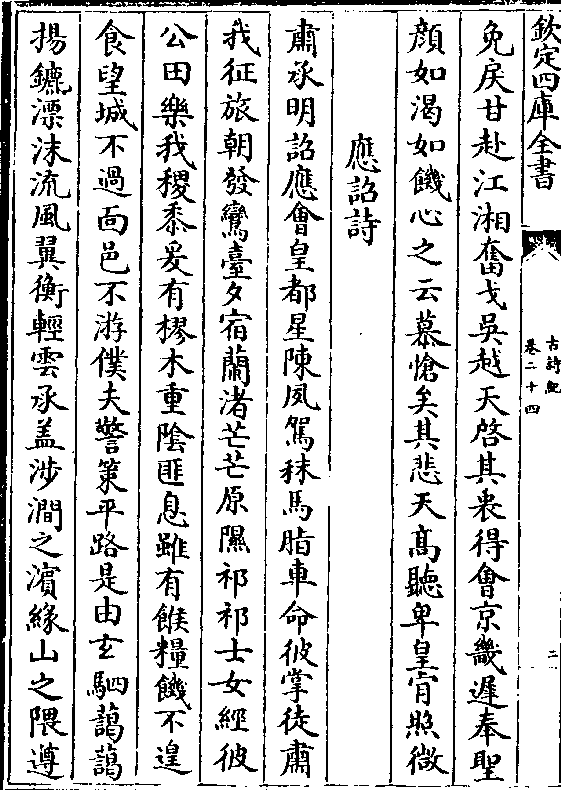 欽定四庫全書
古詩紀
卷二十四
二
免戾甘赴江湘奮戈吳越天啓其衷得會京畿遲奉聖
顔如渴如饑心之云慕愴矣其悲天髙聽卑皇肯照微
應詔詩
肅承明詔應會皇都星陳夙駕秣馬脂車命彼掌徒肅
我征旅朝發鸞臺夕宿蘭渚芒芒原隰祁祁士女經彼
公田樂我稷黍爰有樛木重隂匪息雖有餱糧饑不遑
食望城不過面邑不游僕夫警策平路是由玄駟藹藹
揚鑣漂沫流風翼衡輕雲承盖涉澗之濵緣山之隈遵